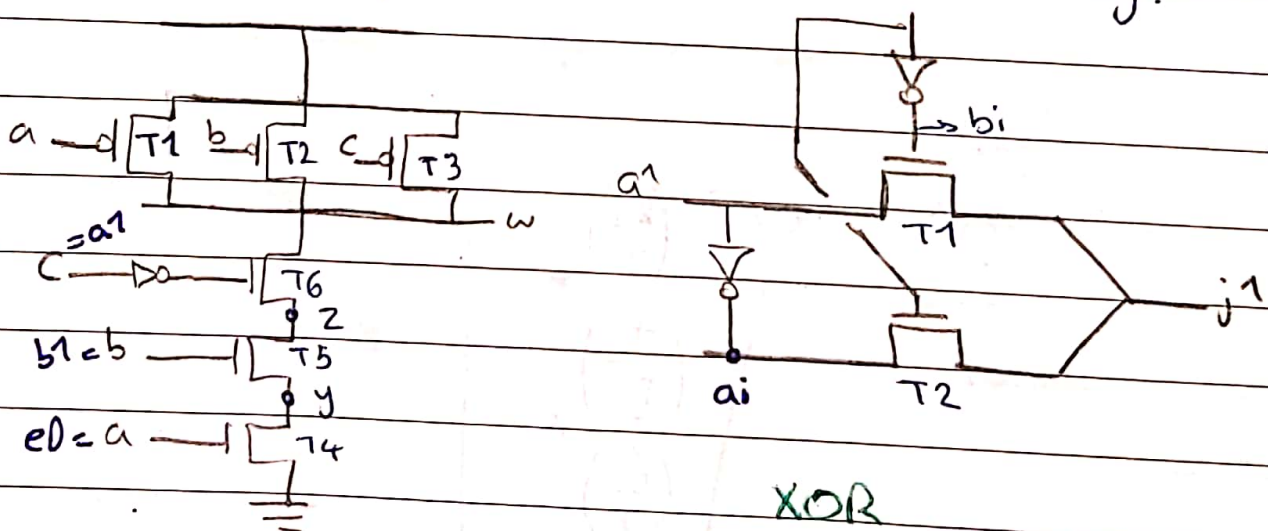 a T1 b T2 c T3
w
C =a1 T6
z
b1=b T5
y
e0=a T4
bi
a1 T1
j1
ai T2
XOR